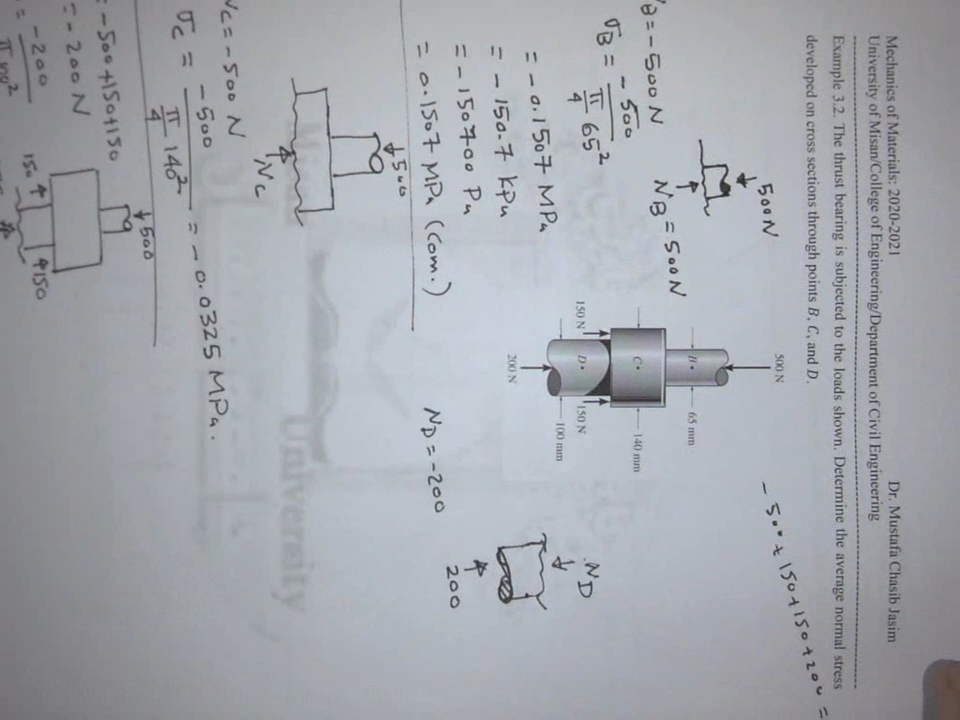 Mechanics of Materials: 2020-2021 Dr. Mustafa Chasib Jasim
University of Misan/College of Engineering/Department of Civil Engineering
Example 3.2. The thrust bearing is subjected to the loads shown. Determine the average normal stress
developed on cross sections through points B, C, and D.
-500+150+150+200=
500N
NB=500N
500 N
B
65 mm
C
140 mm
150 N
150 N
D
100 mm
200 N
B=-500N
σB = -500 / π/4 65²
= -0.1507 MPa
= -150.7 kPa
= -150700 Pa
= 0.1507 MPa (Com.)
ND
200
ND=-200
500
NC
NC=-500 N
σC = -500 / π/4 140² = -0.0325 MPa.
500
150
150
=-500+150+150
=-200 N
= -200
University